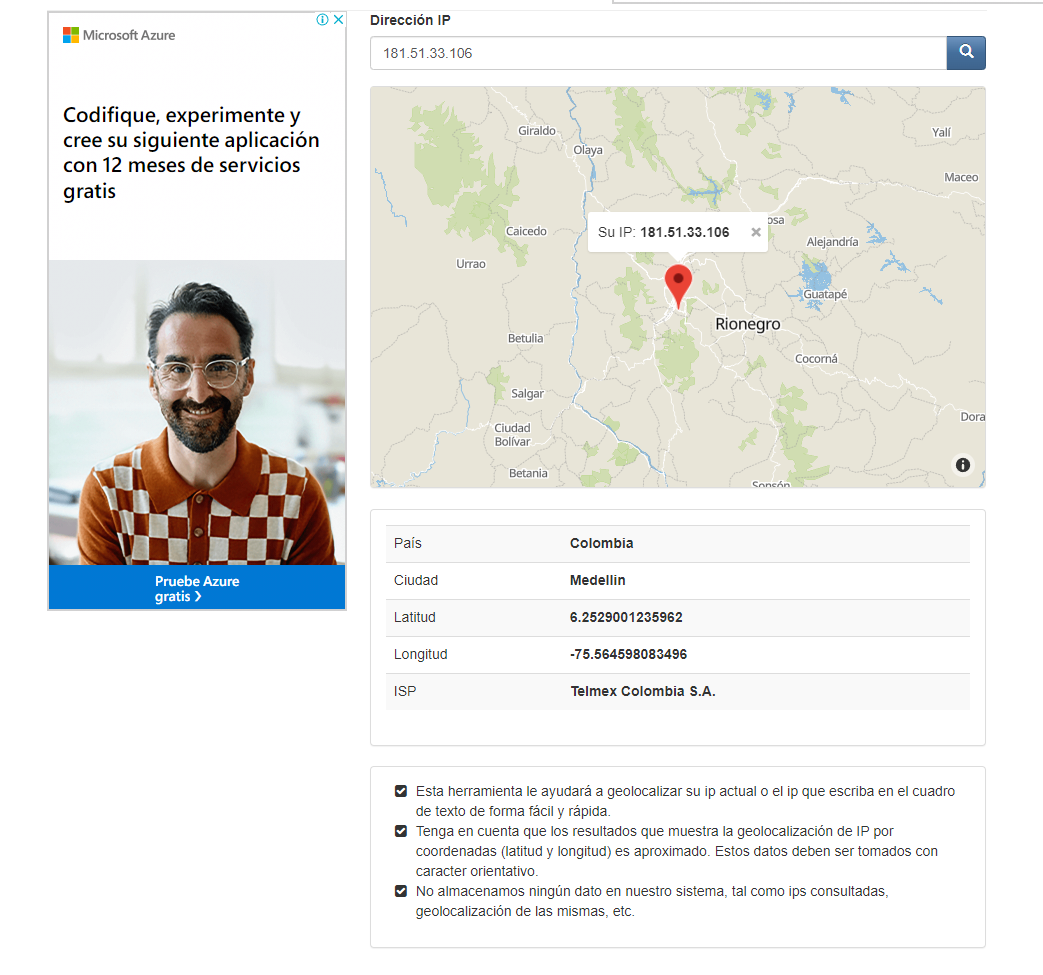 Microsoft Azure
Codifique, experimente y
cree su siguiente aplicación
con 12 meses de servicios
gratis
Pruebe Azure
gratis ❯
Dirección IP
181.51.33.106
Giraldo
Olaya
Yalí
Maceo
osa
Su IP: 181.51.33.106 ×
Caicedo
Alejandría
Urrao
Guatapé
Rionegro
Betulia
Cocorná
Salgar
Dora
Ciudad
Bolívar
Betania
Sonsón
País Colombia
Ciudad Medellin
Latitud 6.2529001235962
Longitud -75.564598083496
ISP Telmex Colombia S.A.
Esta herramienta le ayudará a geolocalizar su ip actual o el ip que escriba en el cuadro
de texto de forma fácil y rápida.
Tenga en cuenta que los resultados que muestra la geolocalización de IP por
coordenadas (latitud y longitud) es aproximado. Estos datos deben ser tomados con
caracter orientativo.
No almacenamos ningún dato en nuestro sistema, tal como ips consultadas,
geolocalización de las mismas, etc.